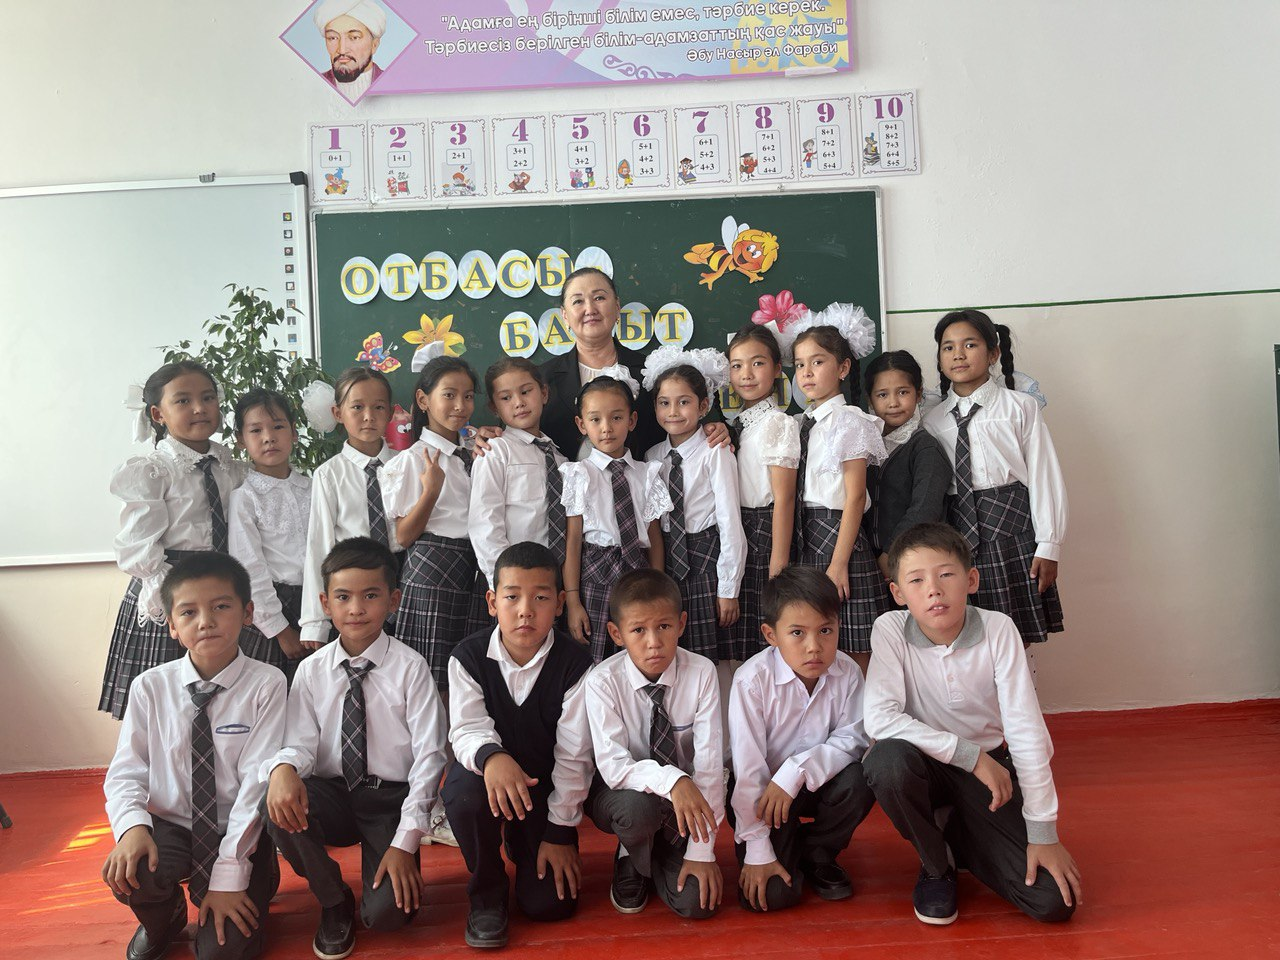 "Адамға ең бірінші білім емес, тәрбие керек.
Тәрбиесіз берілген білім-адамзаттың қас жауы"
Әбу Насыр әл Фараби
1 2 3 4 5 6 7 8 9 10
0+1 1+1 2+1 3+1 4+1 5+1 6+1 7+1 8+1 9+1
2+2 3+2 4+2 5+2 6+2 7+2 8+2
3+3 4+3 5+3 6+3 7+3
4+4 5+4 6+4
5+5
ОТБАСЫ